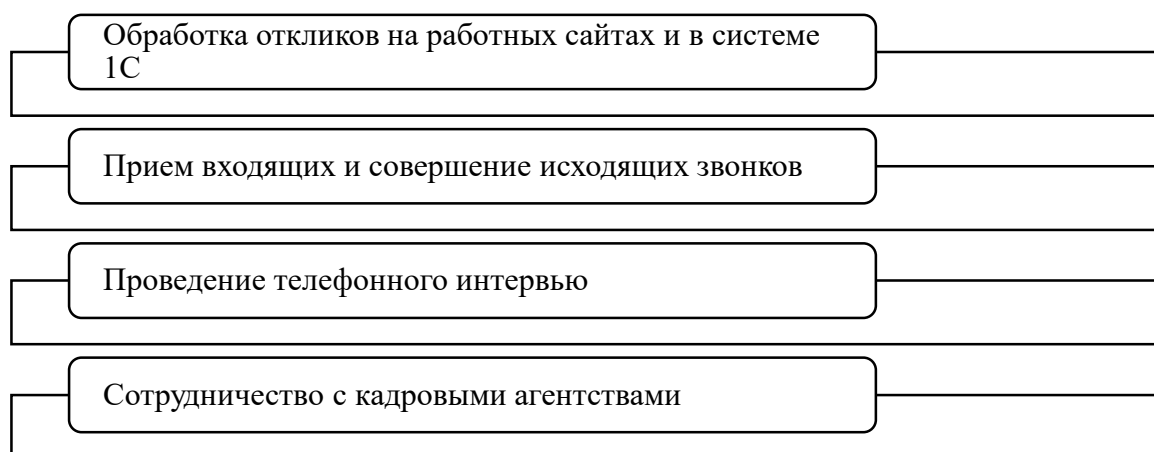 Обработка откликов на работных сайтах и в системе
1С
Прием входящих и совершение исходящих звонков
Проведение телефонного интервью
Сотрудничество с кадровыми агентствами